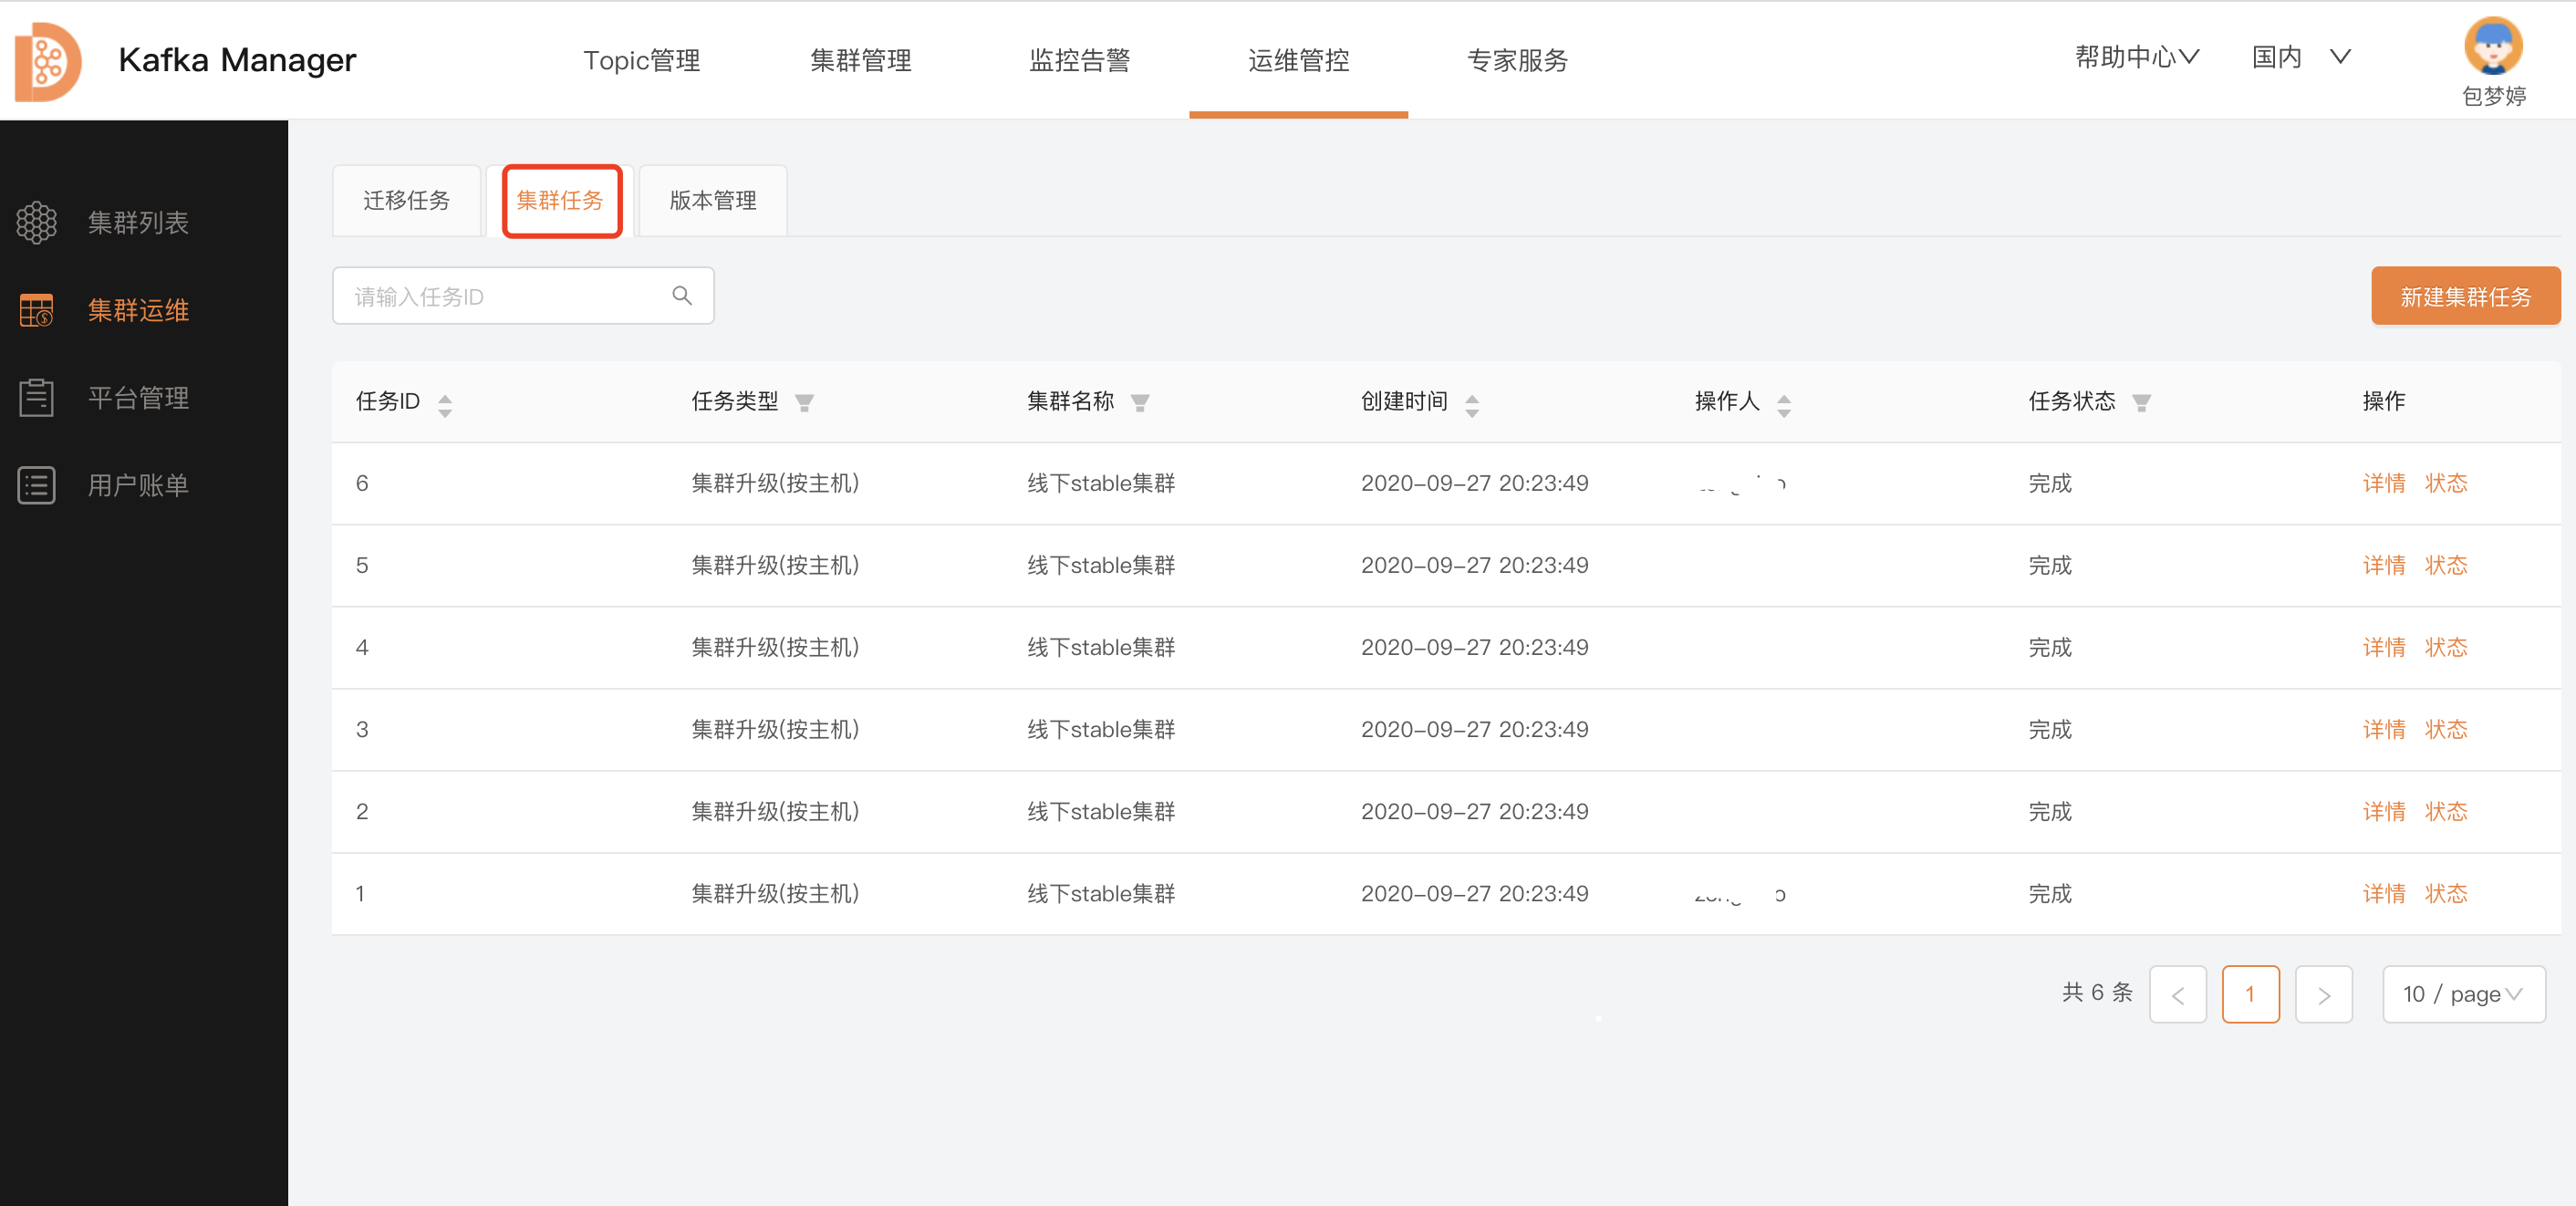 Kafka Manager Topic管理 集群管理 监控告警 运维管控 专家服务 帮助中心 国内
包梦婷
集群列表
集群运维
平台管理
用户账单
迁移任务 集群任务 版本管理
请输入任务ID 新建集群任务
任务ID 任务类型 集群名称 创建时间 操作人 任务状态 操作
6 集群升级(按主机) 线下stable集群 2020-09-27 20:23:49 完成 详情 状态
5 集群升级(按主机) 线下stable集群 2020-09-27 20:23:49 完成 详情 状态
4 集群升级(按主机) 线下stable集群 2020-09-27 20:23:49 完成 详情 状态
3 集群升级(按主机) 线下stable集群 2020-09-27 20:23:49 完成 详情 状态
2 集群升级(按主机) 线下stable集群 2020-09-27 20:23:49 完成 详情 状态
1 集群升级(按主机) 线下stable集群 2020-09-27 20:23:49 完成 详情 状态
共 6 条 < 1 > 10 / page